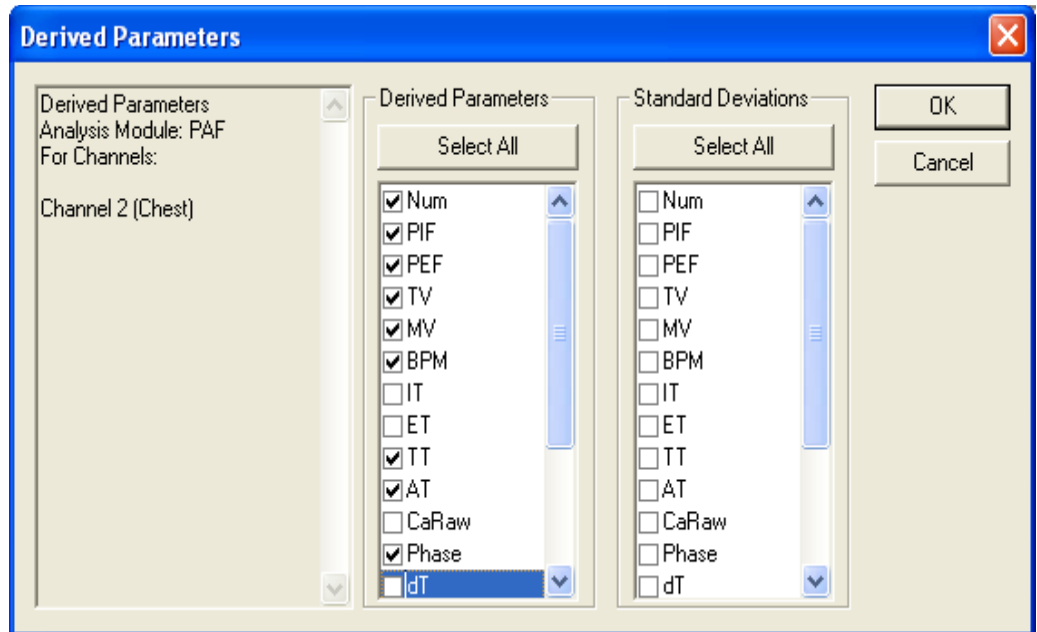 Derived Parameters
Derived Parameters
Analysis Module: PAF
For Channels:
Channel 2 (Chest)
Derived Parameters
Select All
Num
PIF
PEF
TV
MV
BPM
IT
ET
TT
AT
CaRaw
Phase
dT
Standard Deviations
Select All
Num
PIF
PEF
TV
MV
BPM
IT
ET
TT
AT
CaRaw
Phase
dT
OK
Cancel